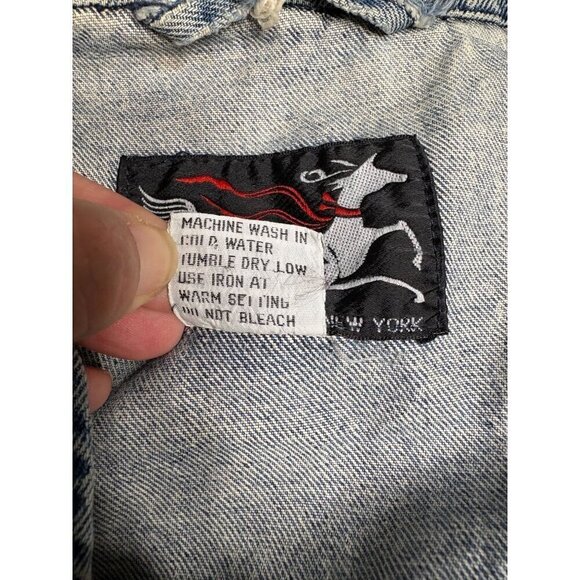 MACHINE WASH IN
COLD WATER
TUMBLE DRY LOW
USE IRON AT
WARM SETTING
DO NOT BLEACH
NEW YORK